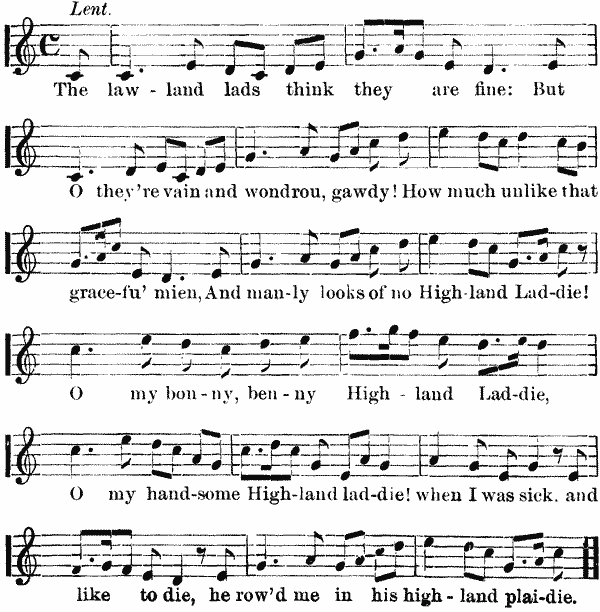 Lent.
The law - land lads think they are fine: But
O they're vain and wondrou, gawdy! How much unlike that
grace-fu' mien, And man-ly looks of no High-land Lad-die!
O my bon-ny, ben-ny High - land Lad-die,
O my hand-some High-land lad-die! when I was sick. and
like to die, he row'd me in his high-land plai-die.